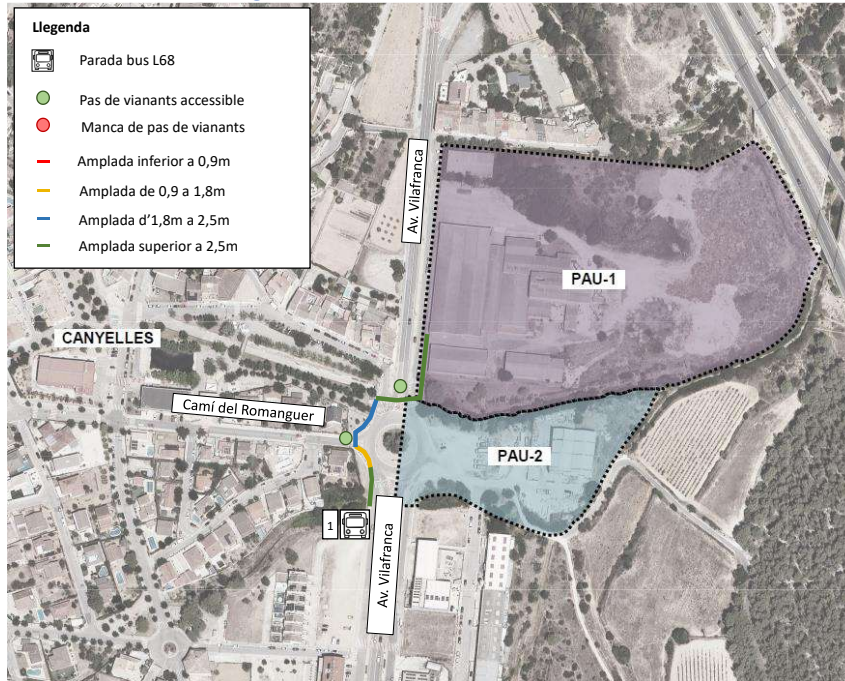 Legenda
Parada bus L68
Pas de vianants accessible
Manca de pas de vianants
Amplada inferior a 0,9m
Amplada de 0,9 a 1,8m
Amplada d'1,8m a 2,5m
Amplada superior a 2,5m
Av. Vilafranca
PAU-1
CANYELLES
Camí del Romanguer
PAU-2
1
Av. Vilafranca